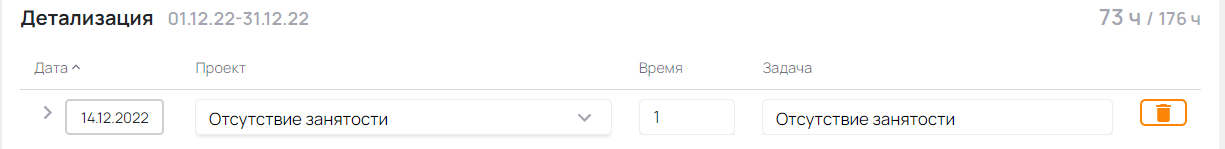 Детализация 01.12.22-31.12.22 73 ч / 176 ч
Дата Проект Время Задача
14.12.2022 Отсутствие занятости 1 Отсутствие занятости